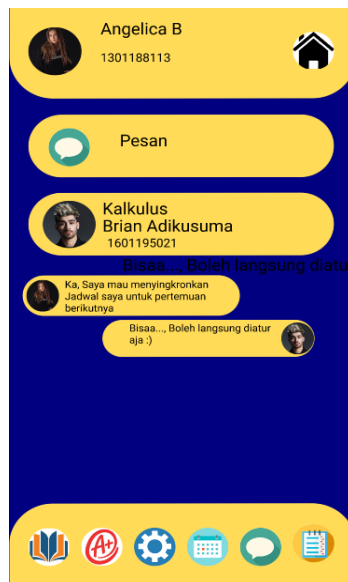 Angelica B
1301188113
Pesan
Kalkulus
Brian Adikusuma
1601195021
Bisaa..., Boleh langsung diatu
Ka, Saya mau menyingkronkan
Jadwal saya untuk pertemuan
berikutnya
Bisaa..., Boleh langsung diatur
aja :)
A+